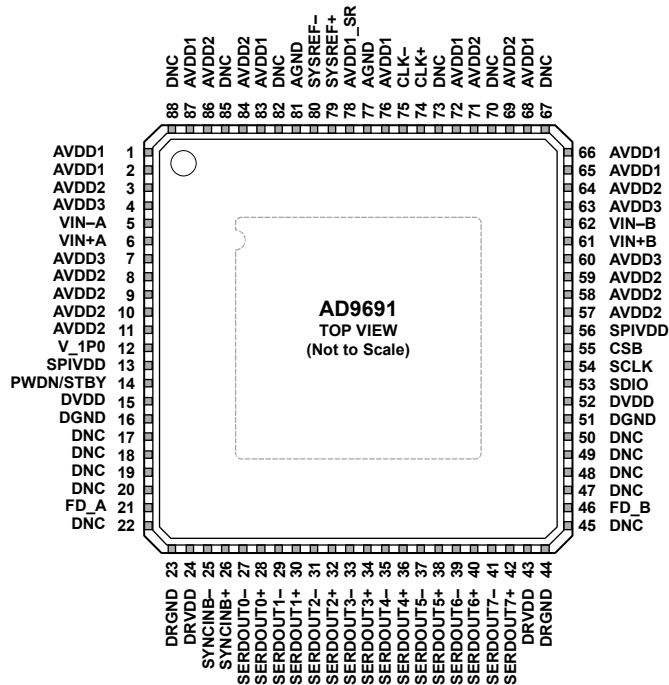 88 DNC
87 AVDD1
86 AVDD2
85 DNC
84 AVDD2
83 AVDD1
82 DNC
81 AGND
80 SYSREF–
79 SYSREF+
78 AVDD1_SR
77 AGND
76 AVDD1
75 CLK–
74 CLK+
73 DNC
72 AVDD1
71 AVDD2
70 DNC
69 AVDD2
68 AVDD1
67 DNC
AVDD1 1
AVDD1 2
AVDD2 3
AVDD3 4
VIN–A 5
VIN+A 6
AVDD3 7
AVDD2 8
AVDD2 9
AVDD2 10
AVDD2 11
V_1P0 12
SPIVDD 13
PWDN/STBY 14
DVDD 15
DGND 16
DNC 17
DNC 18
DNC 19
DNC 20
FD_A 21
DNC 22
AD9691
TOP VIEW
(Not to Scale)
66 AVDD1
65 AVDD1
64 AVDD2
63 AVDD3
62 VIN–B
61 VIN+B
60 AVDD3
59 AVDD2
58 AVDD2
57 AVDD2
56 SPIVDD
55 CSB
54 SCLK
53 SDIO
52 DVDD
51 DGND
50 DNC
49 DNC
48 DNC
47 DNC
46 FD_B
45 DNC
DRGND 23
DRVDD 24
SYNCINB– 25
SYNCINB+ 26
SERDOUT0– 27
SERDOUT0+ 28
SERDOUT1– 29
SERDOUT1+ 30
SERDOUT2– 31
SERDOUT2+ 32
SERDOUT3– 33
SERDOUT3+ 34
SERDOUT4– 35
SERDOUT4+ 36
SERDOUT5– 37
SERDOUT5+ 38
SERDOUT6– 39
SERDOUT6+ 40
SERDOUT7– 41
SERDOUT7+ 42
DRVDD 43
DRGND 44